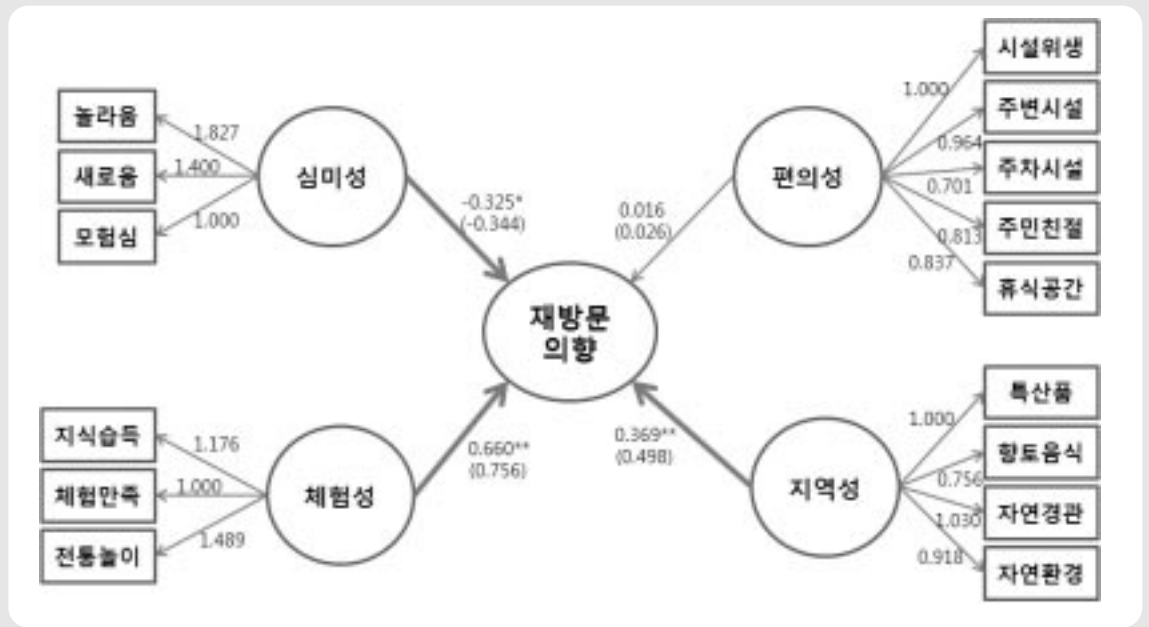 놀라움
1.827
새로움
1.400
모험심
1.000
심미성
-0.325*
(-0.344)
편의성
0.016
(0.026)
시설위생
1.000
주변시설
0.964
주차시설
0.701
주민친절
0.813
휴식공간
0.837
재방문
의향
지식습득
1.176
체험만족
1.000
전통놀이
1.489
체험성
0.660**
(0.756)
지역성
0.369**
(0.498)
특산품
1.000
향토음식
0.756
자연경관
1.030
자연환경
0.918